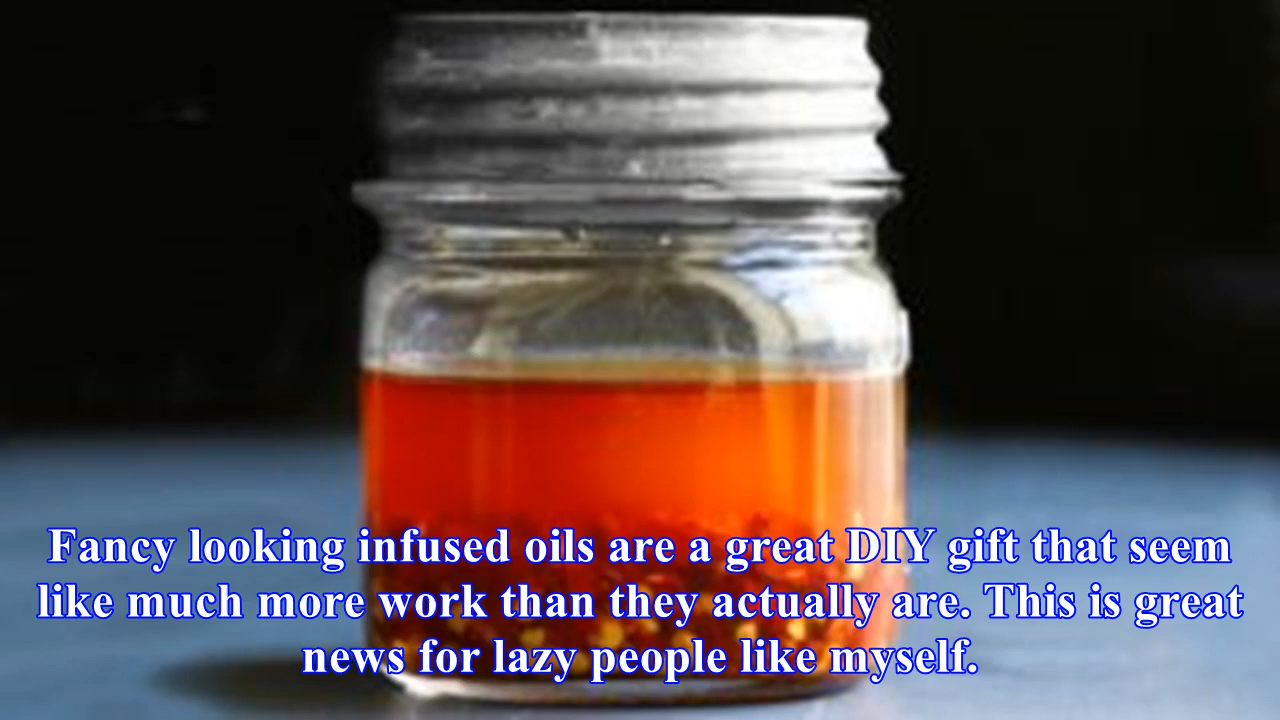 Fancy looking infused oils are a great DIY gift that seem
like much more work than they actually are. This is great
news for lazy people like myself.